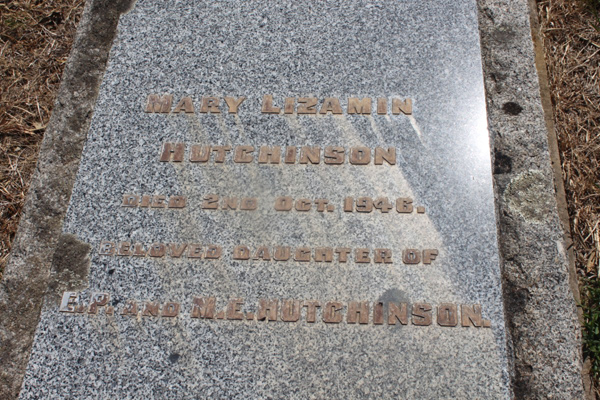 MARY LIZAMIN
HUTCHINSON
DIED 2ND OCT. 1946.
BELOVED DAUGHTER OF
E.P. AND M.E. HUTCHINSON.